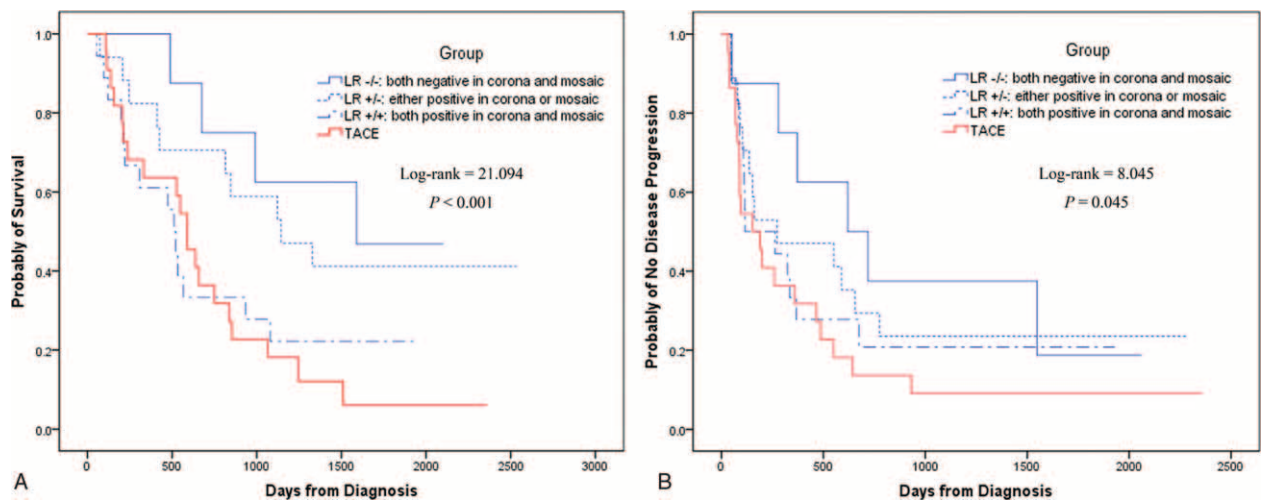 Group
LR -/-: both negative in corona and mosaic
LR +/-: either positive in corona or mosaic
LR +/+: both positive in corona and mosaic
TACE
Log-rank = 21.094
P < 0.001
Probably of Survival
1.0
0.8
0.6
0.4
0.2
0.0
0 500 1000 1500 2000 2500 3000
Days from Diagnosis
A
Group
LR -/-: both negative in corona and mosaic
LR +/-: either positive in corona or mosaic
LR +/+: both positive in corona and mosaic
TACE
Log-rank = 8.045
P = 0.045
Probably of No Disease Progression
1.0
0.8
0.6
0.4
0.2
0.0
0 500 1000 1500 2000 2500
Days from Diagnosis
B